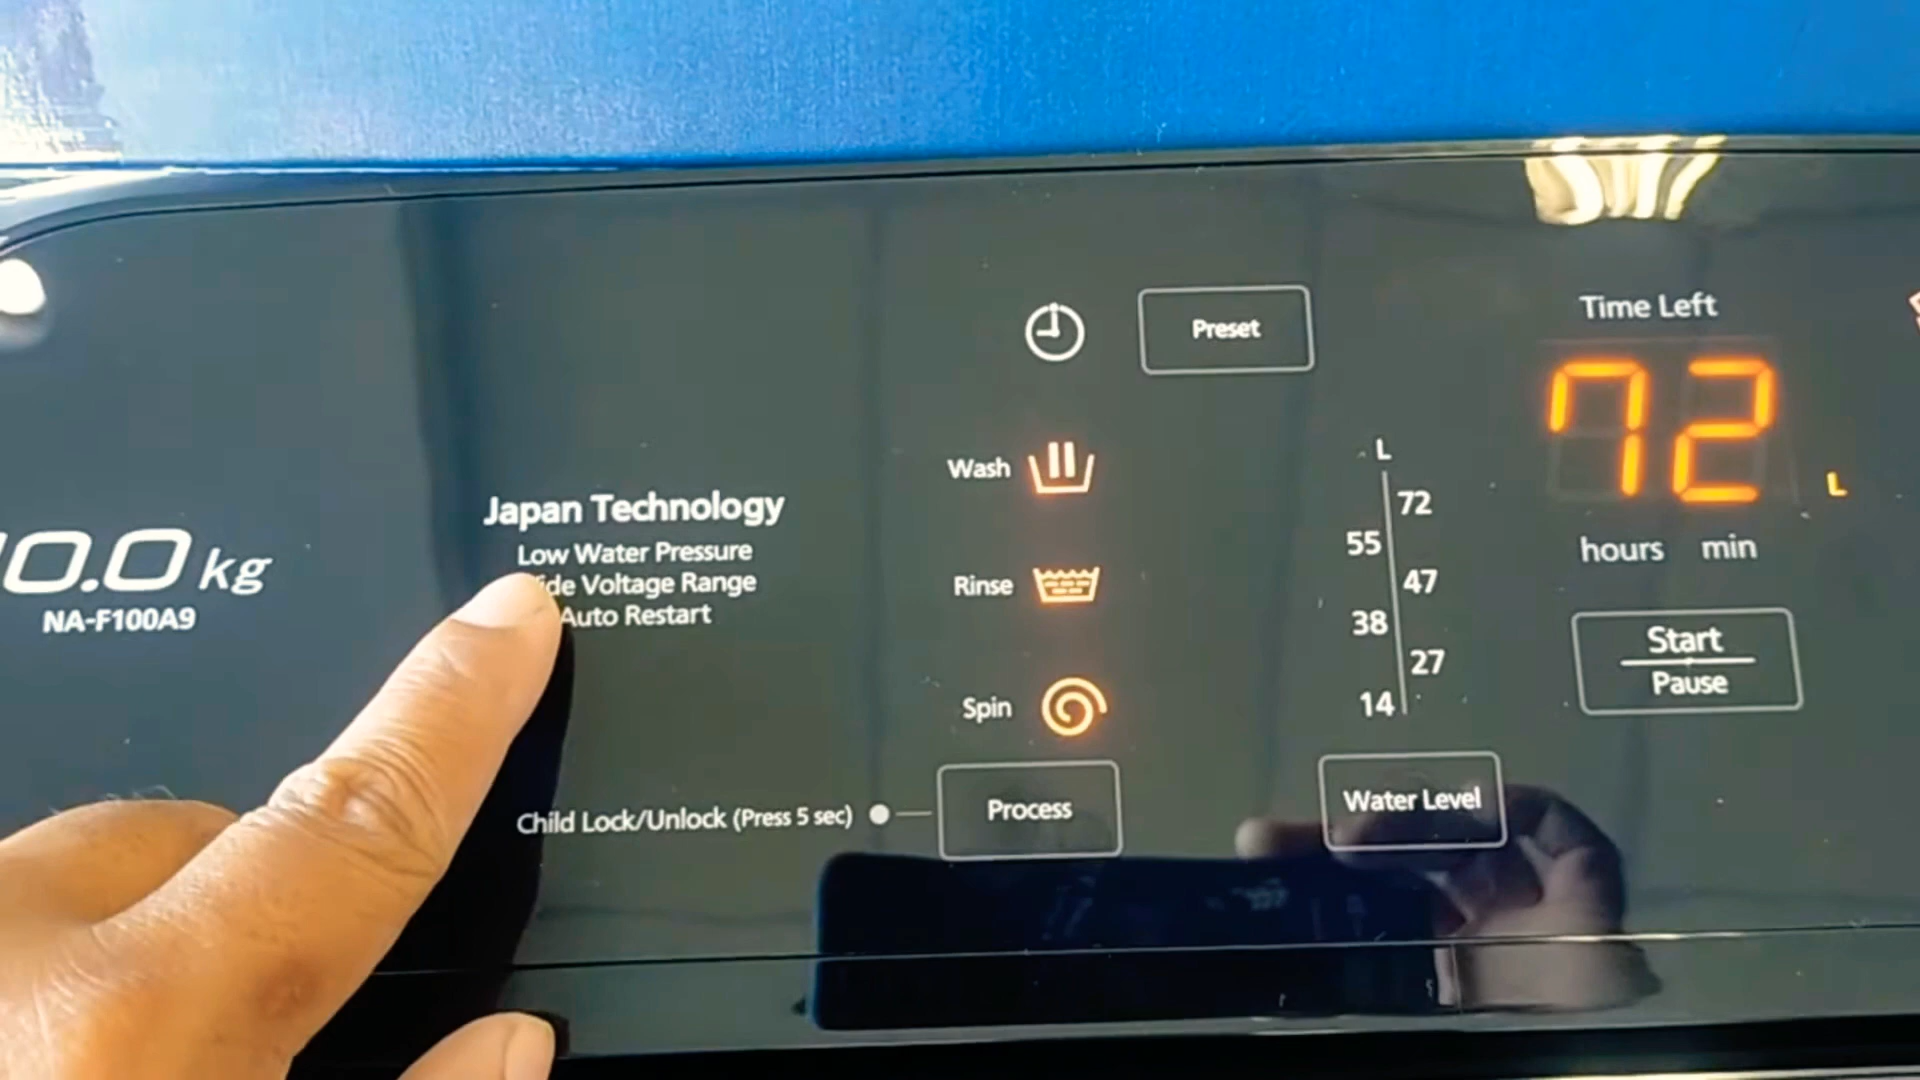 10.0 kg
NA-F100A9
Japan Technology
Low Water Pressure
Voltage Range
Auto Restart
Child Lock/Unlock (Press 5 sec)
Preset
Wash
Rinse
Spin
Process
L
72
55
47
38
27
14
Water Level
Time Left
72 L
hours min
Start
Pause